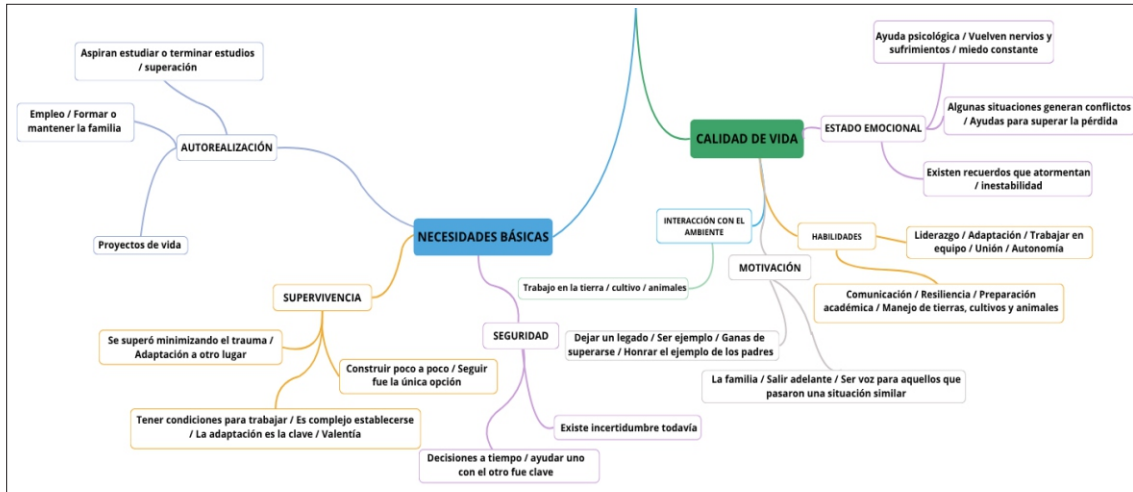 Aspiran estudiar o terminar estudios
/ superación
Empleo / Formar o
mantener la familia
AUTOREALIZACIÓN
Proyectos de vida
NECESIDADES BÁSICAS
SUPERVIVENCIA
Se superó minimizando el trauma /
Adaptación a otro lugar
Construir poco a poco / Seguir
fue la única opción
Tener condiciones para trabajar / Es complejo establecerse
/ La adaptación es la clave / Valentía
SEGURIDAD
Existe incertidumbre todavía
Decisiones a tiempo / ayudar uno
con el otro fue clave
CALIDAD DE VIDA
ESTADO EMOCIONAL
Ayuda psicológica / Vuelven nervios y
sufrimientos / miedo constante
Algunas situaciones generan conflictos
/ Ayudas para superar la pérdida
Existen recuerdos que atormentan
/ inestabilidad
INTERACCIÓN CON EL
AMBIENTE
Trabajo en la tierra / cultivo / animales
HABILIDADES
Liderazgo / Adaptación / Trabajar en
equipo / Unión / Autonomía
Comunicación / Resiliencia / Preparación
académica / Manejo de tierras, cultivos y animales
MOTIVACIÓN
Dejar un legado / Ser ejemplo / Ganas de
superarse / Honrar el ejemplo de los padres
La familia / Salir adelante / Ser voz para aquellos que
pasaron una situación similar